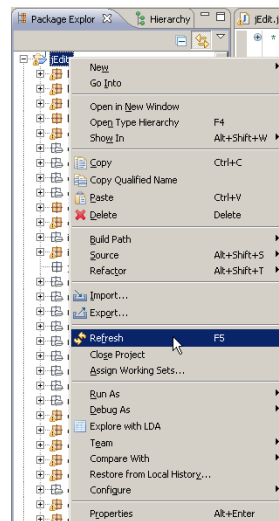 Package Explor
Hierarchy
jEdit.j
jEdit
New
Go Into
Open in New Window
Open Type Hierarchy F4
Show In Alt+Shift+W
Copy Ctrl+C
Copy Qualified Name
Paste Ctrl+V
Delete Delete
Build Path
Source Alt+Shift+S
Refactor Alt+Shift+T
Import...
Export...
Refresh F5
Close Project
Assign Working Sets...
Run As
Debug As
Explore with LDA
Team
Compare With
Restore from Local History...
Configure
Properties Alt+Enter